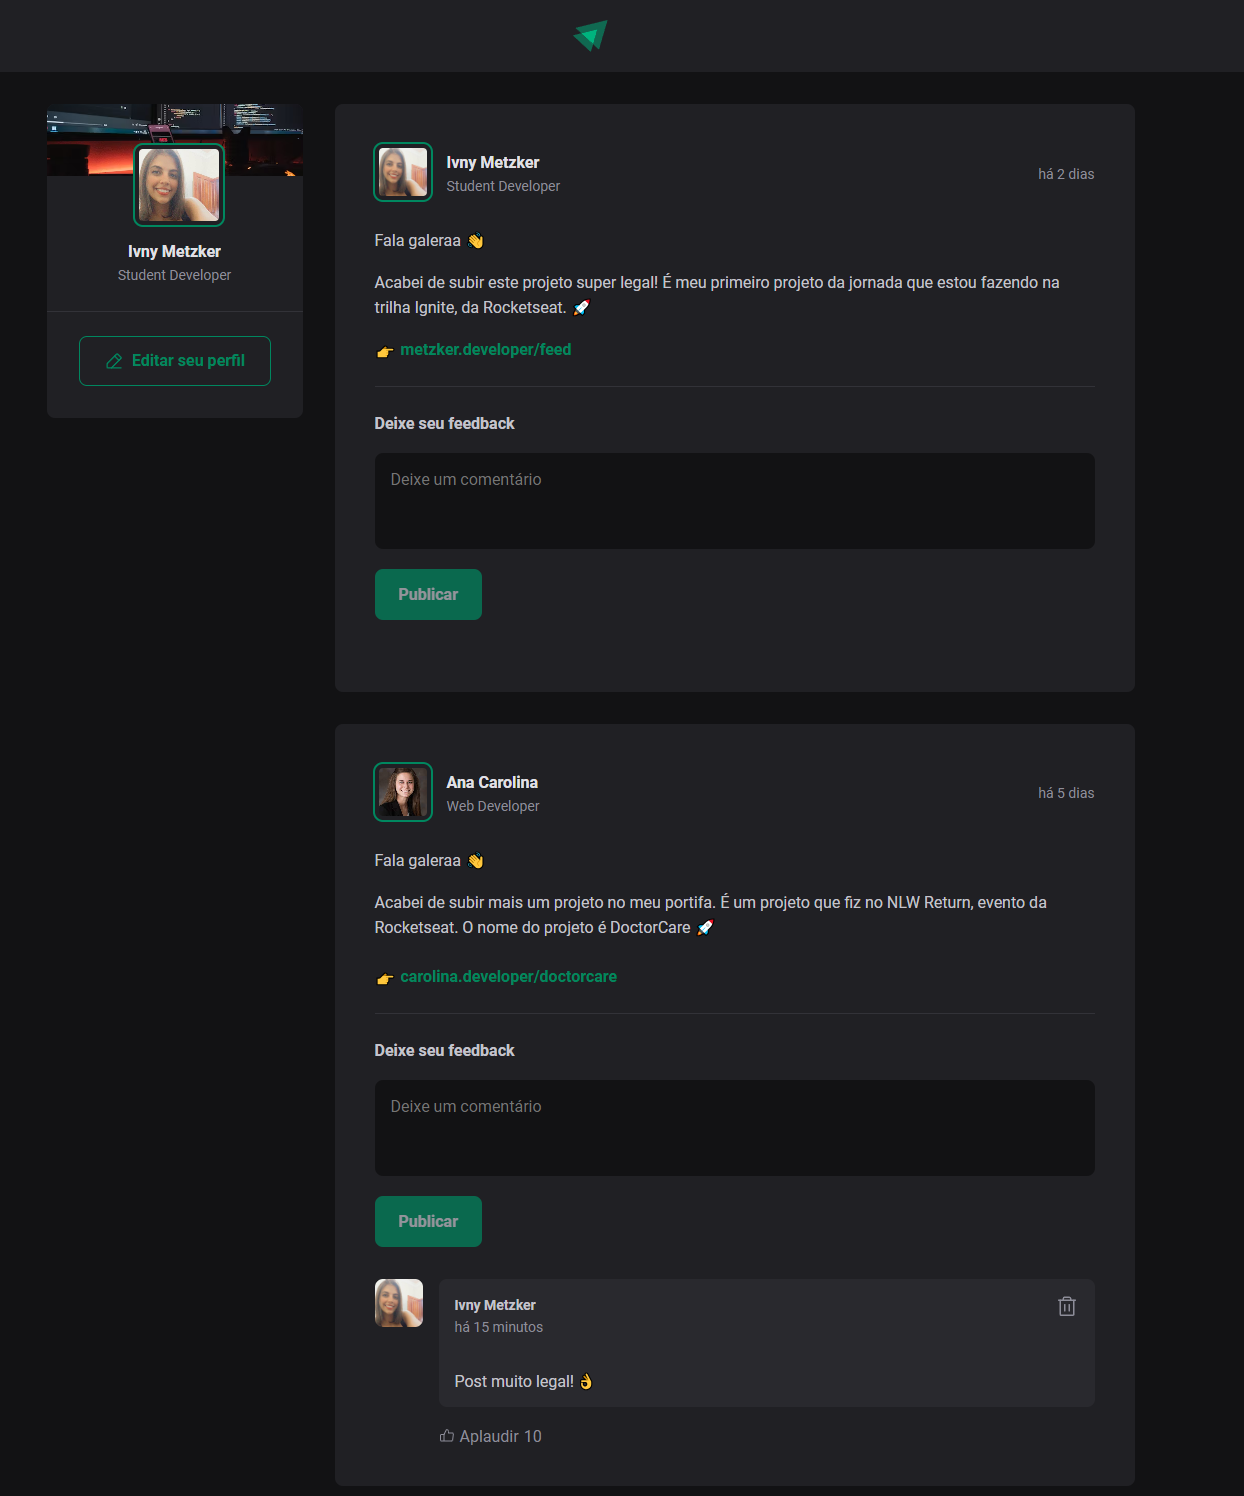 Ivny Metzker
Student Developer
Editar seu perfil
Ivny Metzker
Student Developer
há 2 dias
Fala galeraa 👋
Acabei de subir este projeto super legal! É meu primeiro projeto da jornada que estou fazendo na
trilha Ignite, da Rocketseat. 🚀
👉 metzker.developer/feed
Deixe seu feedback
Deixe um comentário
Publicar
Ana Carolina
Web Developer
há 5 dias
Fala galeraa 👋
Acabei de subir mais um projeto no meu portifa. É um projeto que fiz no NLW Return, evento da
Rocketseat. O nome do projeto é DoctorCare 🚀
👉 carolina.developer/doctorcare
Deixe seu feedback
Deixe um comentário
Publicar
Ivny Metzker
há 15 minutos
Post muito legal! 👌
Aplaudir 10